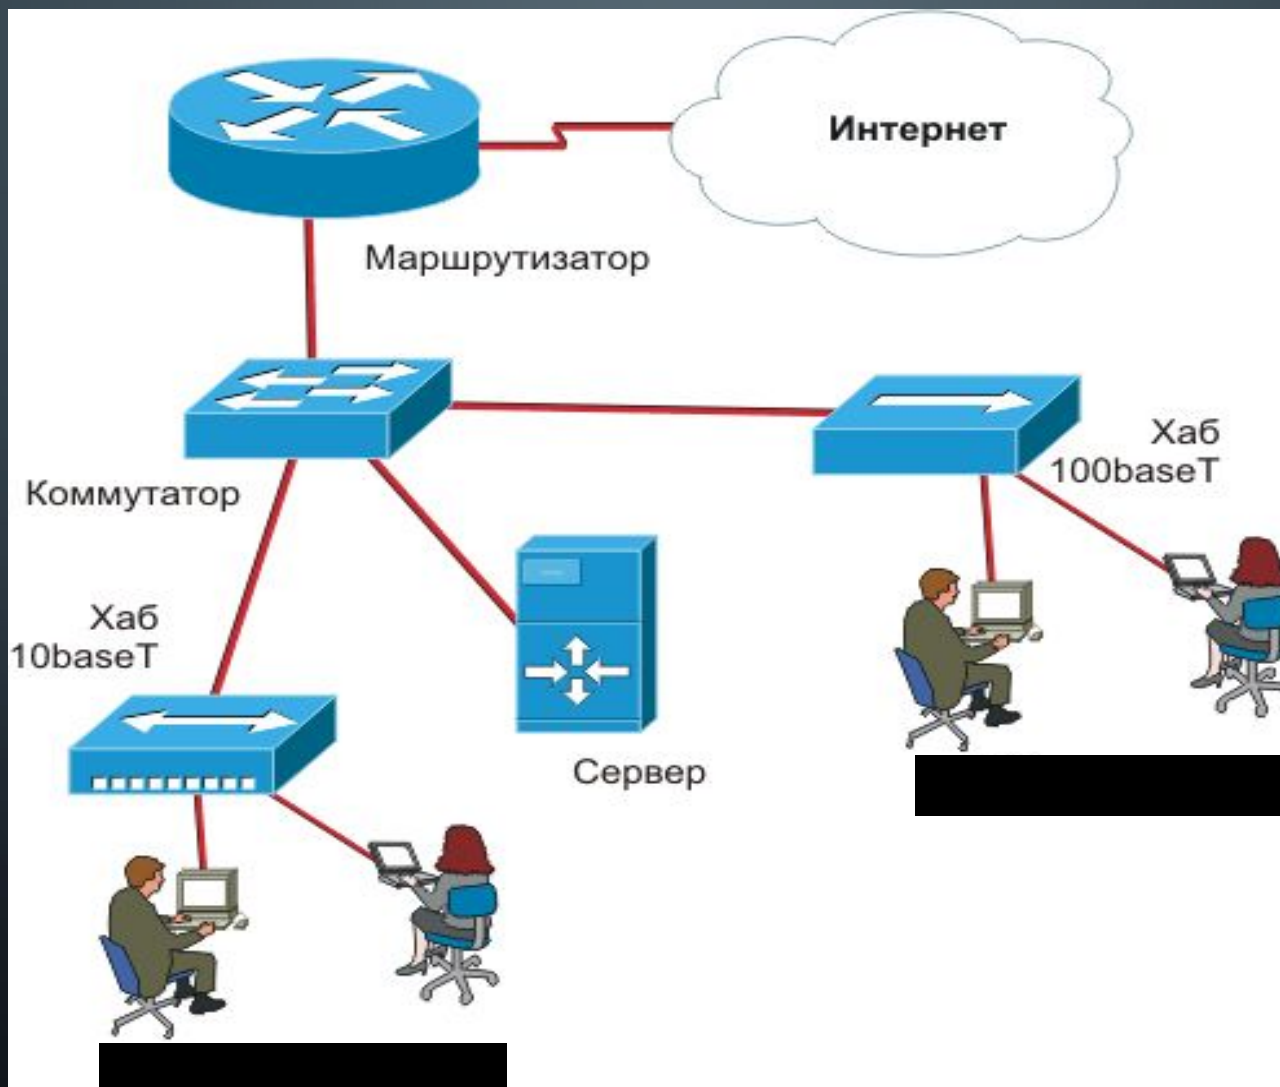 Интернет
Маршрутизатор
Хаб
100baseT
Коммутатор
Хаб
10baseT
Сервер